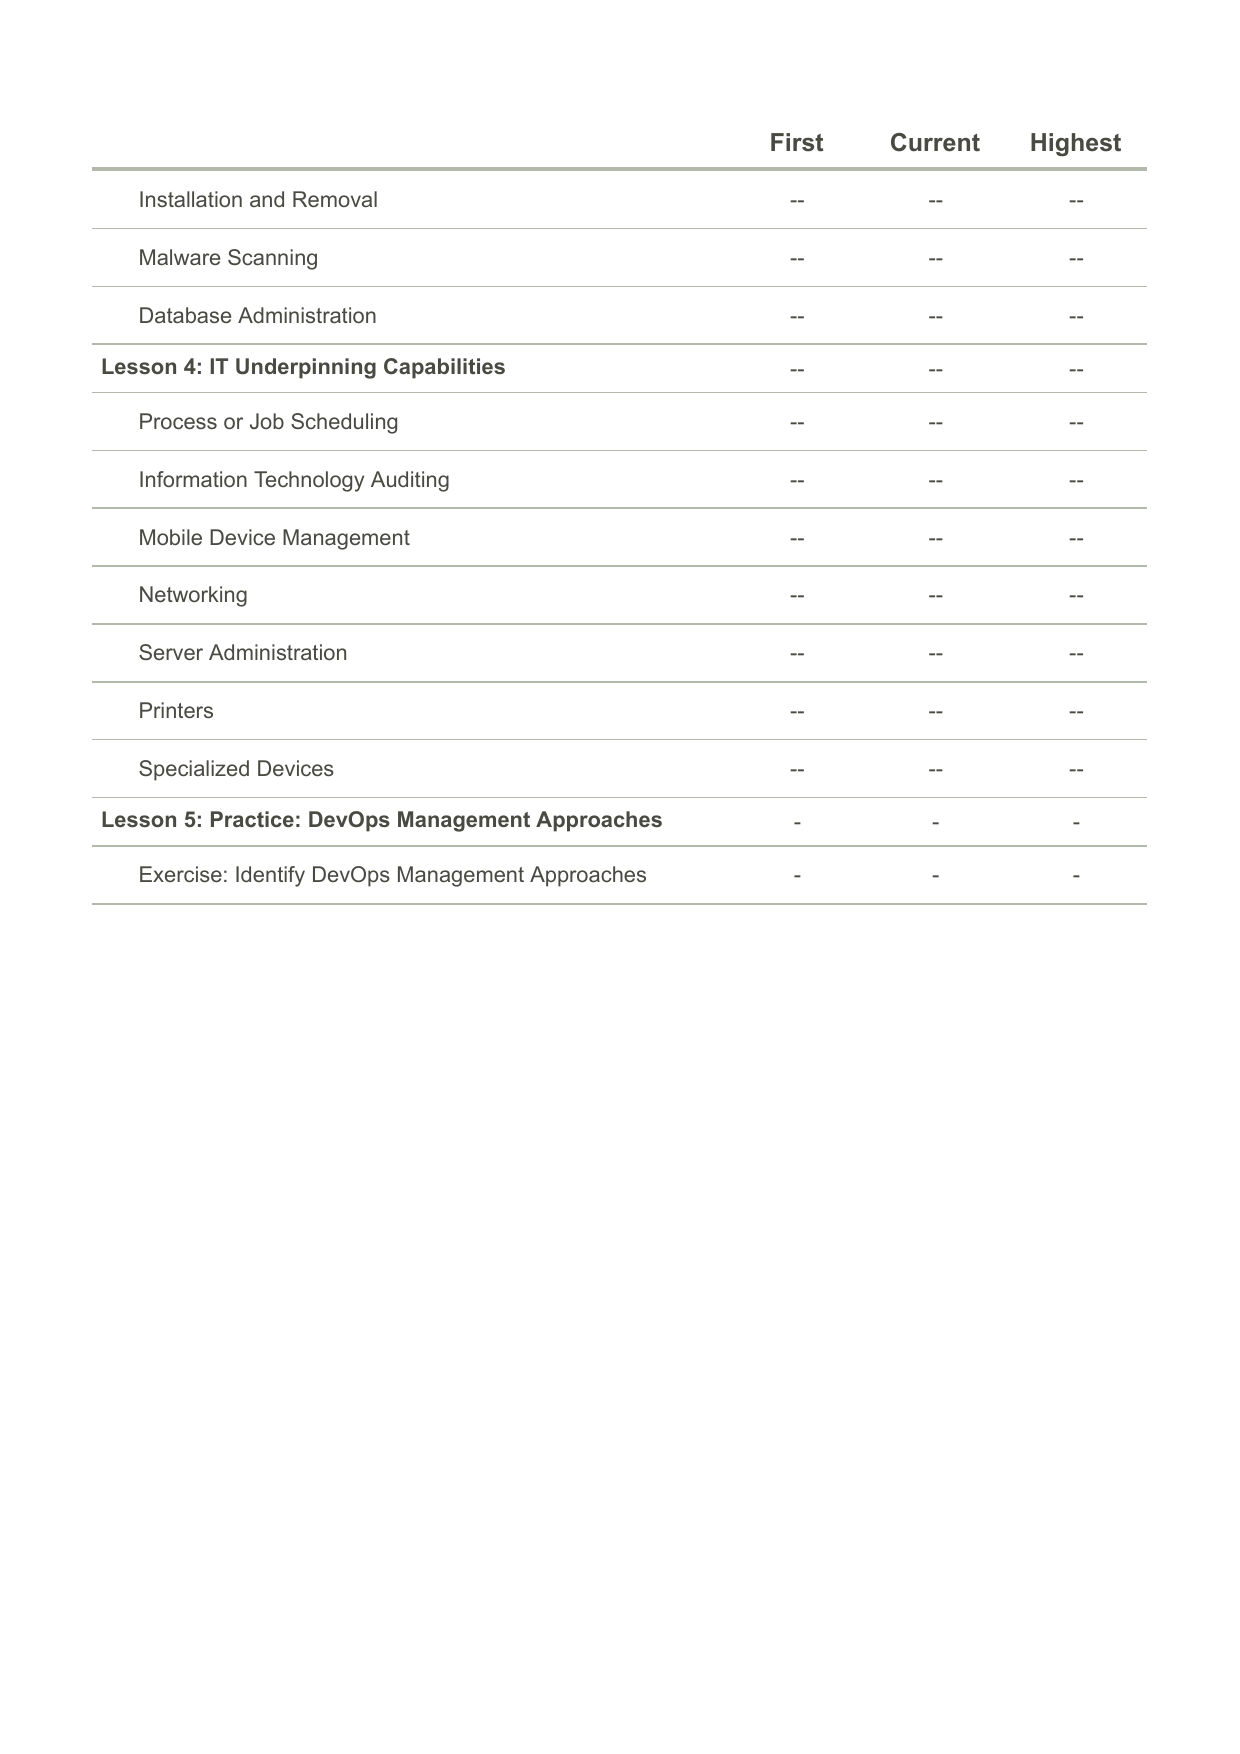 First Current Highest
Installation and Removal -- -- --
Malware Scanning -- -- --
Database Administration -- -- --
Lesson 4: IT Underpinning Capabilities -- -- --
Process or Job Scheduling -- -- --
Information Technology Auditing -- -- --
Mobile Device Management -- -- --
Networking -- -- --
Server Administration -- -- --
Printers -- -- --
Specialized Devices -- -- --
Lesson 5: Practice: DevOps Management Approaches - - -
Exercise: Identify DevOps Management Approaches - - -